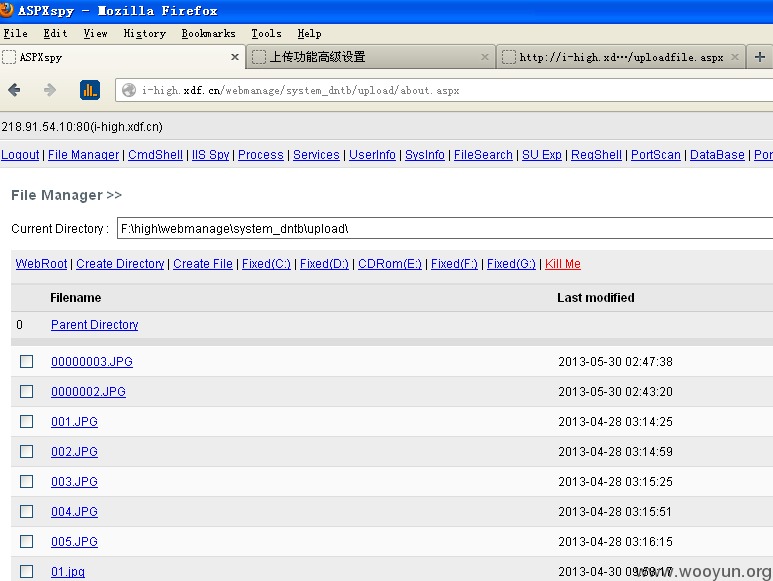 ASPXspy - Mozilla Firefox
File Edit View History Bookmarks Tools Help
ASPXspy × 上传功能高级设置 × http://i-high.xd···/uploadfile.aspx × +
i-high.xdf.cn/webmanage/system_dntb/upload/about.aspx
218.91.54.10:80(i-high.xdf.cn)
Logout | File Manager | CmdShell | IIS Spy | Process | Services | UserInfo | SysInfo | FileSearch | SU Exp | RegShell | PortScan | DataBase | Por
File Manager >>
Current Directory : F:\high\webmanage\system_dntb\upload\
WebRoot | Create Directory | Create File | Fixed(C:) | Fixed(D:) | CDRom(E:) | Fixed(F:) | Fixed(G:) | Kill Me
Filename Last modified
0 Parent Directory
00000003.JPG 2013-05-30 02:47:38
0000002.JPG 2013-05-30 02:43:20
001.JPG 2013-04-28 03:14:25
002.JPG 2013-04-28 03:14:59
003.JPG 2013-04-28 03:15:25
004.JPG 2013-04-28 03:15:51
005.JPG 2013-04-28 03:16:15
01.jpg 2013-04-30
www.wooyun.org